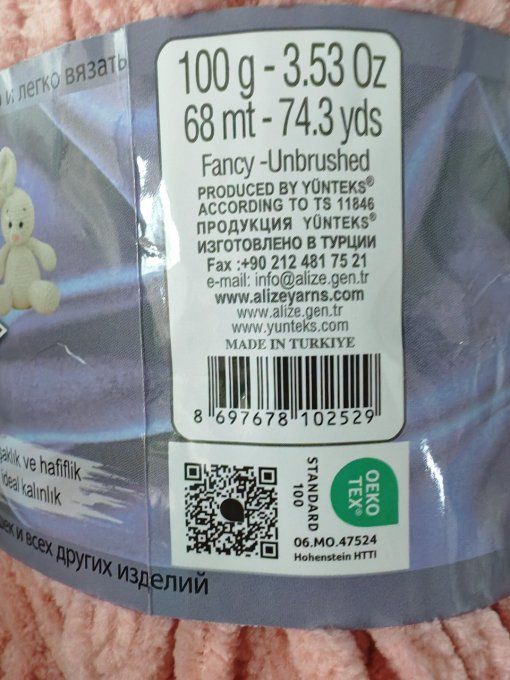 и легко вязать
100 g - 3.53 Oz
68 mt - 74.3 yds
Fancy -Unbrushed
PRODUCED BY YÜNTEKS®
ACCORDING TO TS 11846
ПРОДУКЦИЯ YÜNTEKS®
ИЗГОТОВЛЕНО В ТУРЦИИ
Fax :+90 212 481 75 21
e-mail: info@alize.gen.tr
www.alizeyarns.com
www.alize.gen.tr
www.yunteks.com
MADE IN TURKIYE
8 697678 102529
ve hafiflik
ideal kalınlık
и всех других изделий
STANDARD
100
OEKO
TEX®
06.MO.47524
Hohenstein HTTI